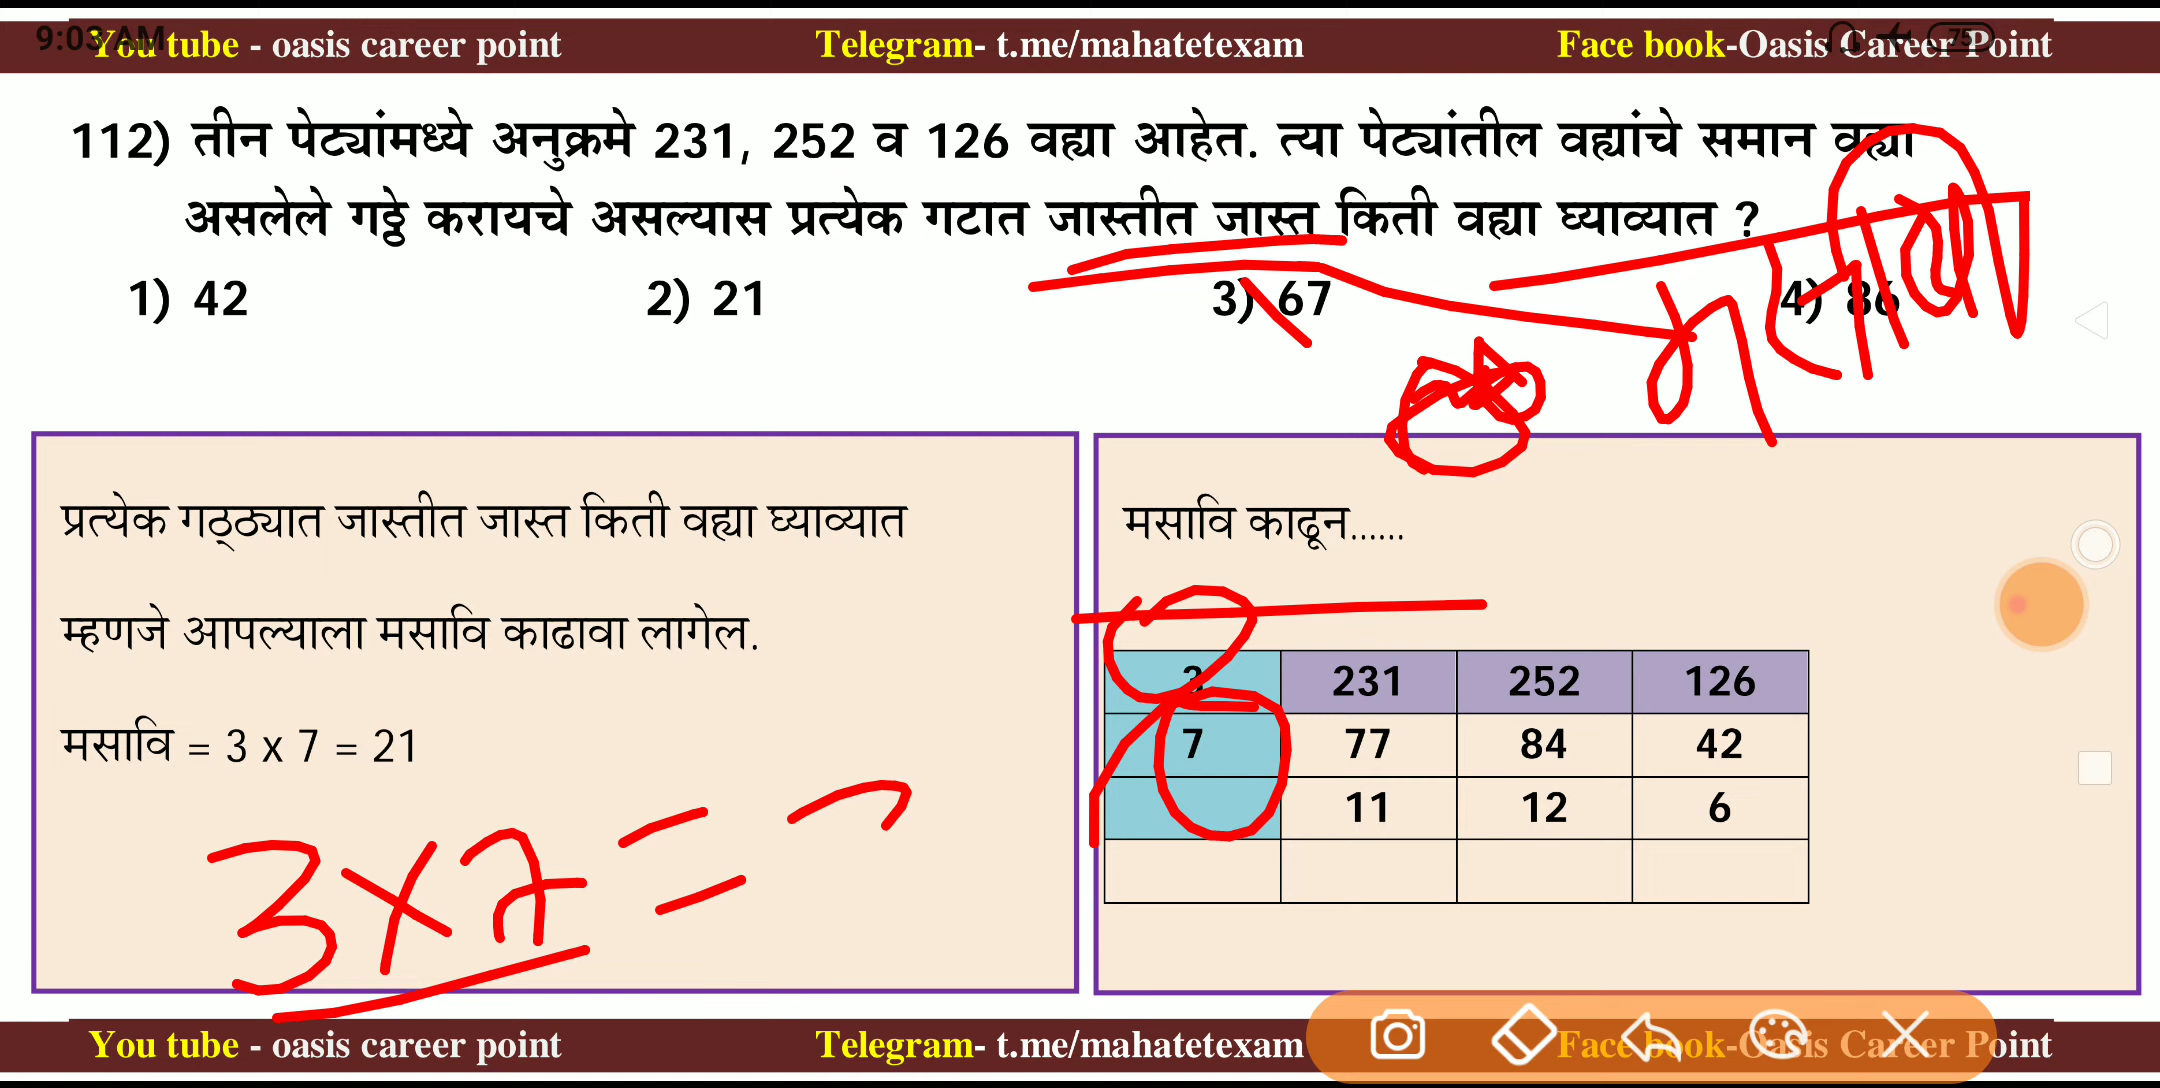 9:03 AM
You tube - oasis career point Telegram- t.me/mahatetexam Face book-Oasis Career Point
75
112) तीन पेट्यांमध्ये अनुक्रमे 231, 252 व 126 वह्या आहेत. त्या पेट्यांतील वह्यांचे समान वह्या
असलेले गठ्ठे करायचे असल्यास प्रत्येक गटात जास्तीत जास्त किती वह्या घ्याव्यात ?
1) 42 2) 21 3) 67 4) 86
मसावी
प्रत्येक गठ्ठ्यात जास्तीत जास्त किती वह्या घ्याव्यात
म्हणजे आपल्याला मसावि काढावा लागेल.
मसावि = 3 x 7 = 21
3 x 7 =
मसावि काढून......
3 231 252 126
7 77 84 42
11 12 6
You tube - oasis career point Telegram- t.me/mahatetexam Face book-Oasis Career Point